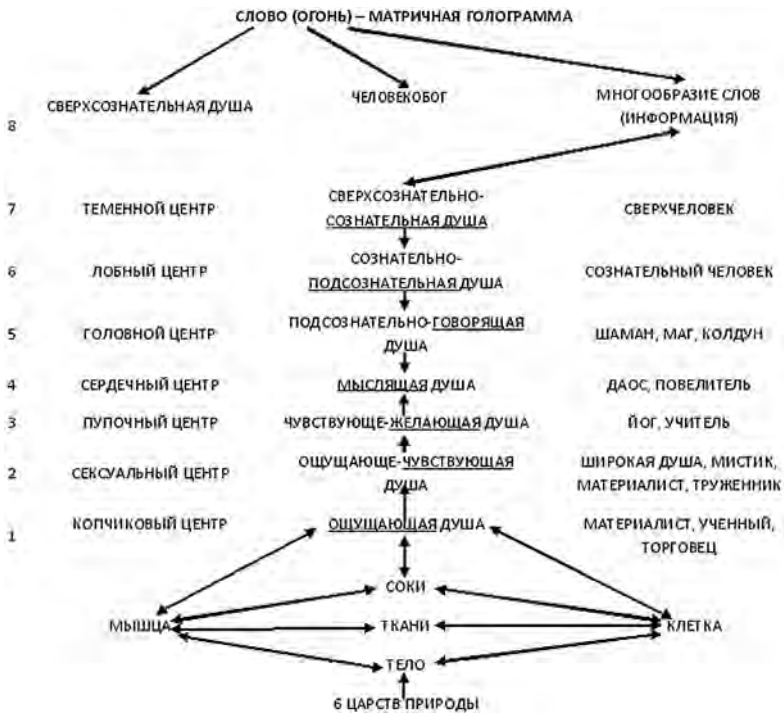 СЛОВО (ОГОНЬ) – МАТРИЧНАЯ ГОЛОГРАММА
СВЕРХСОЗНАТЕЛЬНАЯ ДУША
ЧЕЛОВЕКОБОГ
МНОГООБРАЗИЕ СЛОВ
(ИНФОРМАЦИЯ)
8
СВЕРХСОЗНАТЕЛЬНО-
СОЗНАТЕЛЬНАЯ ДУША
7 ТЕМЕННОЙ ЦЕНТР
СВЕРХЧЕЛОВЕК
СОЗНАТЕЛЬНО-
ПОДСОЗНАТЕЛЬНАЯ ДУША
6 ЛОБНЫЙ ЦЕНТР
СОЗНАТЕЛЬНЫЙ ЧЕЛОВЕК
5 ГОЛОВНОЙ ЦЕНТР
ПОДСОЗНАТЕЛЬНО-ГОВОРЯЩАЯ
ДУША
ШАМАН, МАГ, КОЛДУН
4 СЕРДЕЧНЫЙ ЦЕНТР МЫСЛЯЩАЯ ДУША ДАОС, ПОВЕЛИТЕЛЬ
3 ПУПОЧНЫЙ ЦЕНТР ЧУВСТВУЮЩЕ-ЖЕЛАЮЩАЯ ДУША ЙОГ, УЧИТЕЛЬ
2 СЕКСУАЛЬНЫЙ ЦЕНТР
ОЩУЩАЮЩЕ-ЧУВСТВУЮЩАЯ
ДУША
ШИРОКАЯ ДУША, МИСТИК,
МАТЕРИАЛИСТ, ТРУЖЕННИК
1 КОПЧИКОВЫЙ ЦЕНТР ОЩУЩАЮЩАЯ ДУША
МАТЕРИАЛИСТ, УЧЕННЫЙ,
ТОРГОВЕЦ
СОКИ
МЫШЦА ТКАНИ КЛЕТКА
ТЕЛО
6 ЦАРСТВ ПРИРОДЫ